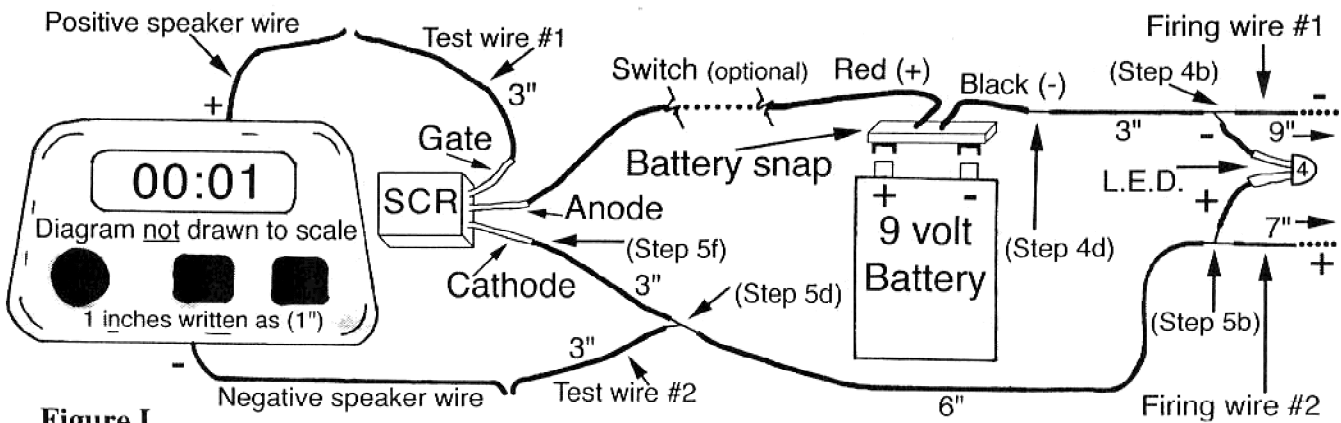 Positive speaker wire
Test wire #1
Switch (optional)
Red (+)
Black (-)
(Step 4b)
Firing wire #1
+
3"
-
3"
-
9"
Gate
Battery snap
00:01
SCR
L.E.D.
4
Diagram not drawn to scale
Anode
+ -
+
7"
9 volt
Battery
(Step 5f)
(Step 4d)
+
Cathode
3"
(Step 5d)
(Step 5b)
1 inches written as (1")
3"
-
Negative speaker wire
Test wire #2
6"
Firing wire #2
Figure I